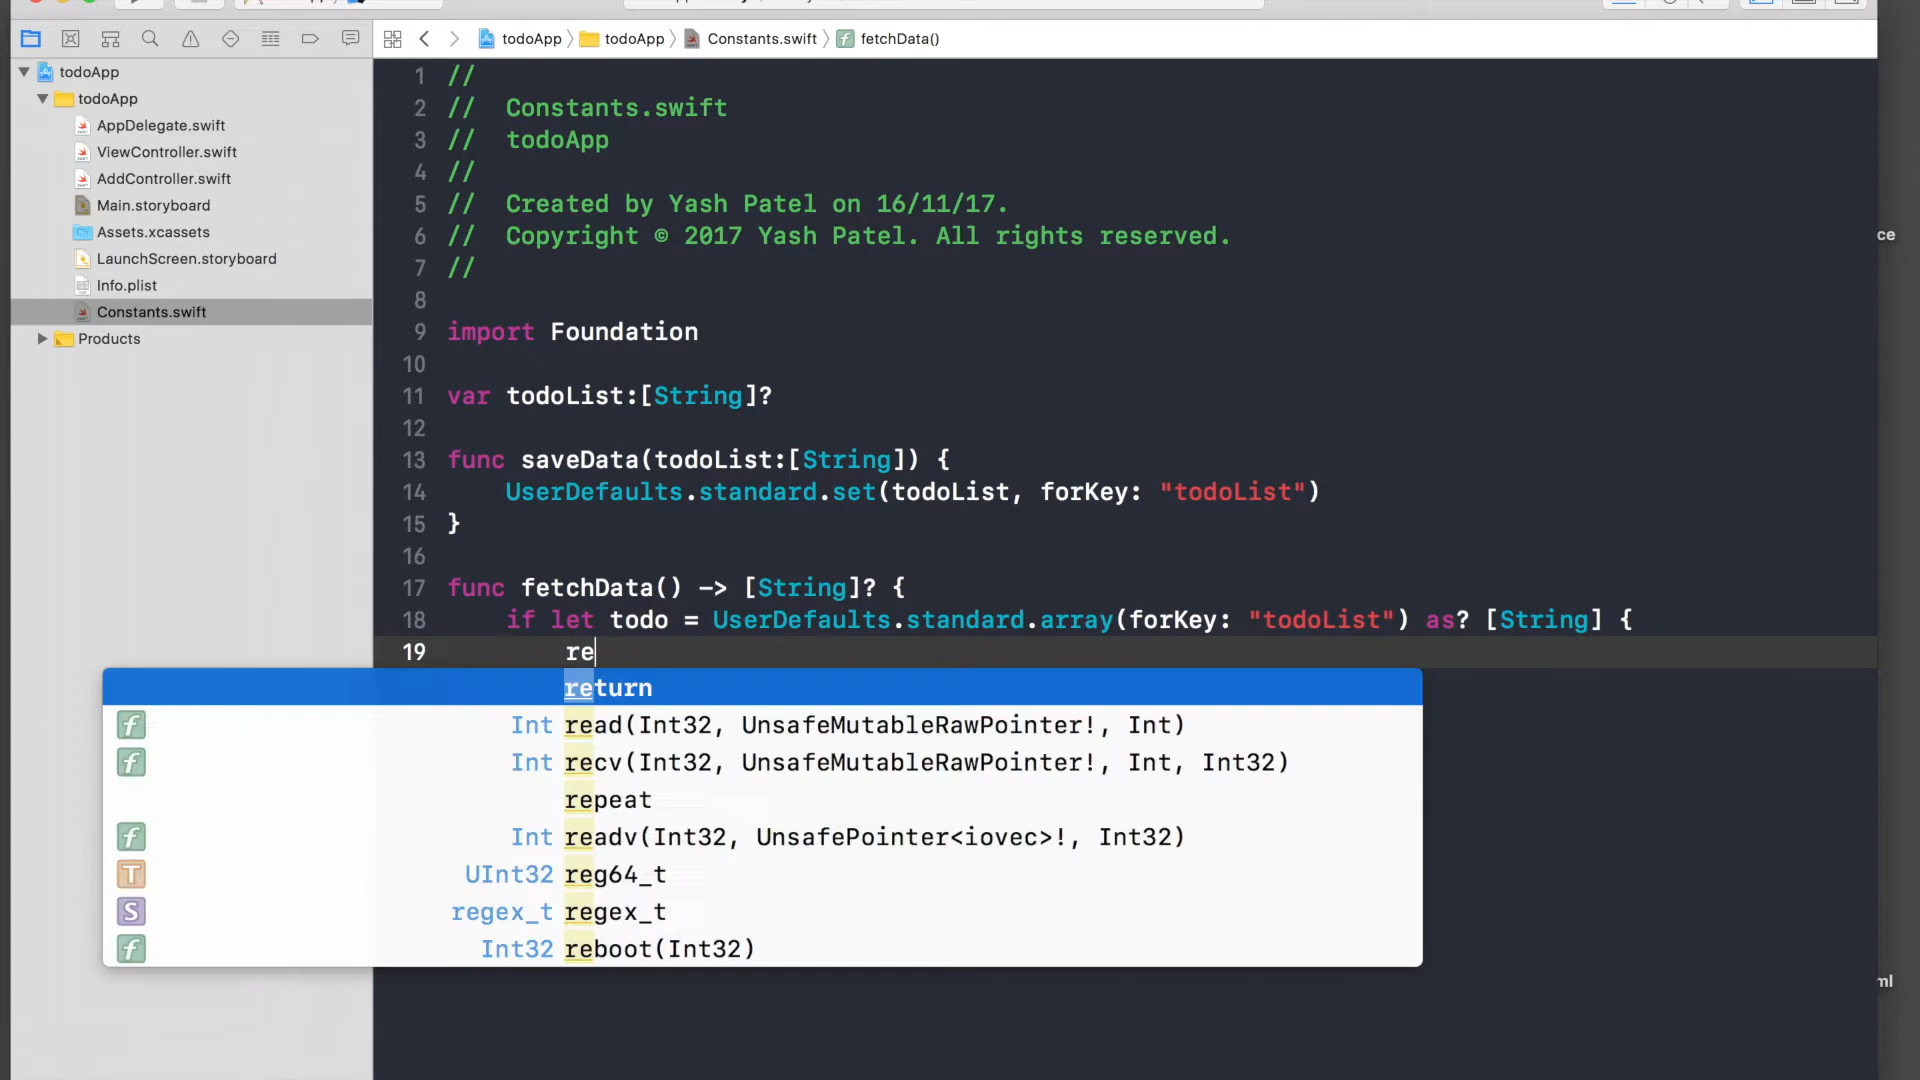 todoApp
todoApp
Constants.swift
fetchData()
todoApp
todoApp
AppDelegate.swift
ViewController.swift
AddController.swift
Main.storyboard
Assets.xcassets
LaunchScreen.storyboard
Info.plist
Constants.swift
Products
1 //
2 // Constants.swift
3 // todoApp
4 //
5 // Created by Yash Patel on 16/11/17.
6 // Copyright © 2017 Yash Patel. All rights reserved.
7 //
8
9 import Foundation
10
11 var todoList:[String]?
12
13 func saveData(todoList:[String]) {
14 UserDefaults.standard.set(todoList, forKey: "todoList")
15 }
16
17 func fetchData() -> [String]? {
18 if let todo = UserDefaults.standard.array(forKey: "todoList") as? [String] {
19 re
return
f Int read(Int32, UnsafeMutableRawPointer!, Int)
f Int recv(Int32, UnsafeMutableRawPointer!, Int, Int32)
repeat
f Int readv(Int32, UnsafePointer<iovec>!, Int32)
T UInt32 reg64_t
S regex_t regex_t
f Int32 reboot(Int32)
ce
ml